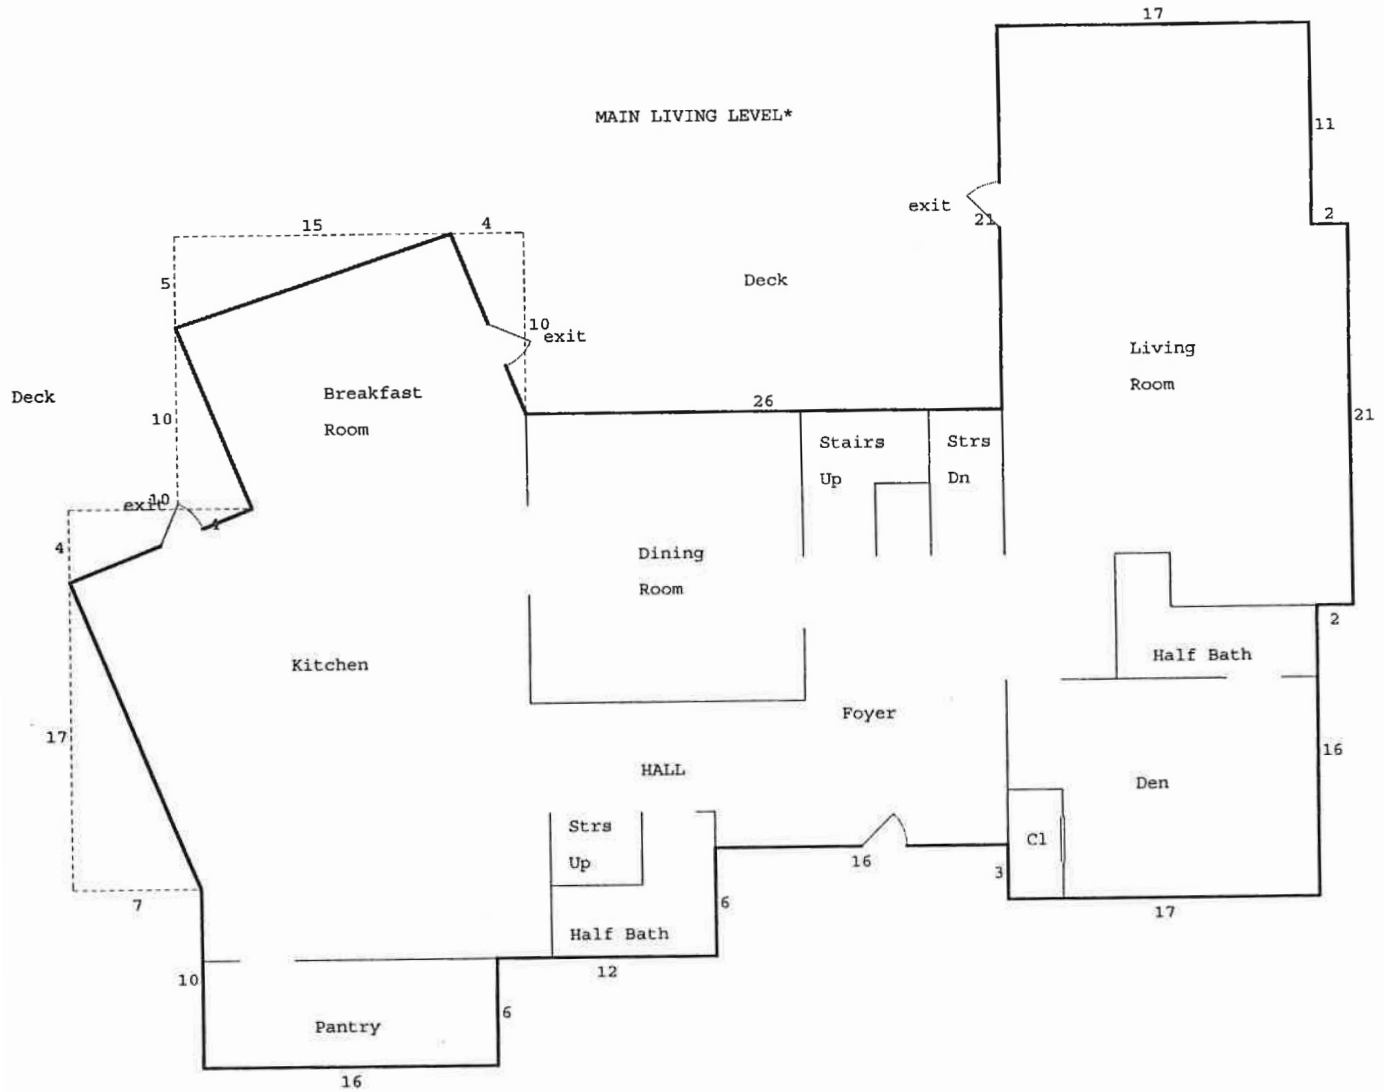 17
MAIN LIVING LEVEL*
11
exit
21
2
15
4
5
Deck
10
exit
Living
Room
Deck
Breakfast
Room
10
26
21
Stairs
Up
Strs
Dn
exit
10
4
4
Dining
Room
2
Half Bath
Kitchen
Foyer
17
16
HALL
Den
Strs
Up
Cl
16
3
7
6
17
Half Bath
12
10
6
Pantry
16